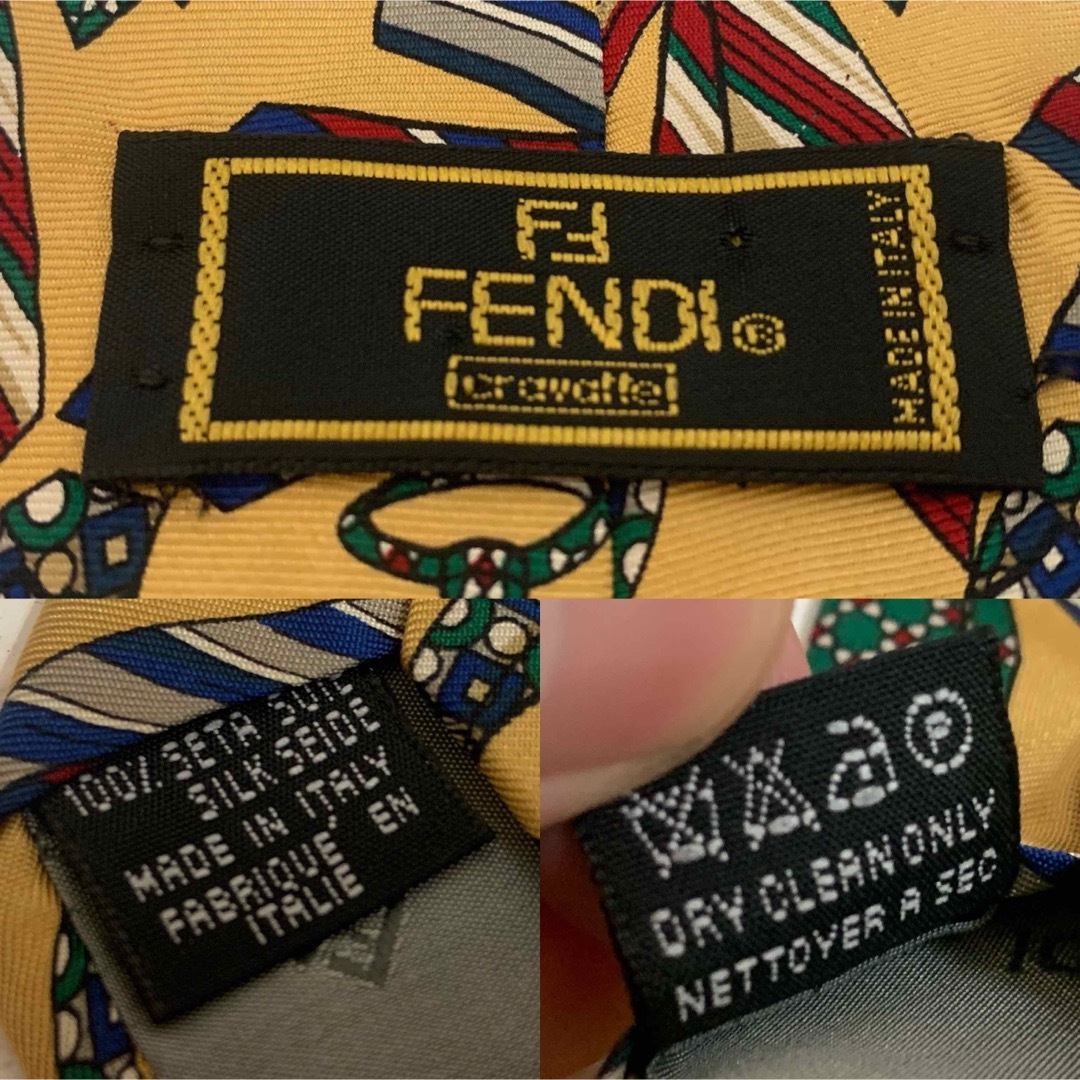 FF
FENDI®
cravatte
MADE IN ITALY
100% SETA SOIE
SILK SEIDE
MADE IN ITALY
FABRIQUE' EN
ITALIE
a P
DRY CLEAN ONLY
NETTOYER A SEC